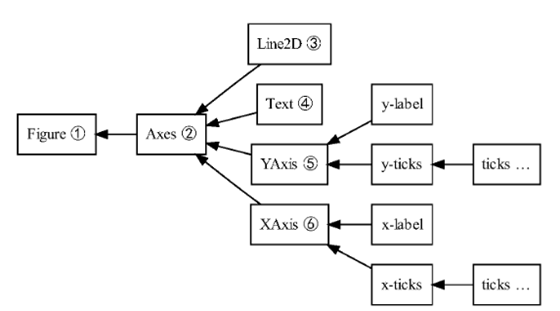 Line2D ③
Text ④
y-label
Figure ①
Axes ②
YAxis ⑤
y-ticks
ticks ...
XAxis ⑥
x-label
x-ticks
ticks ...